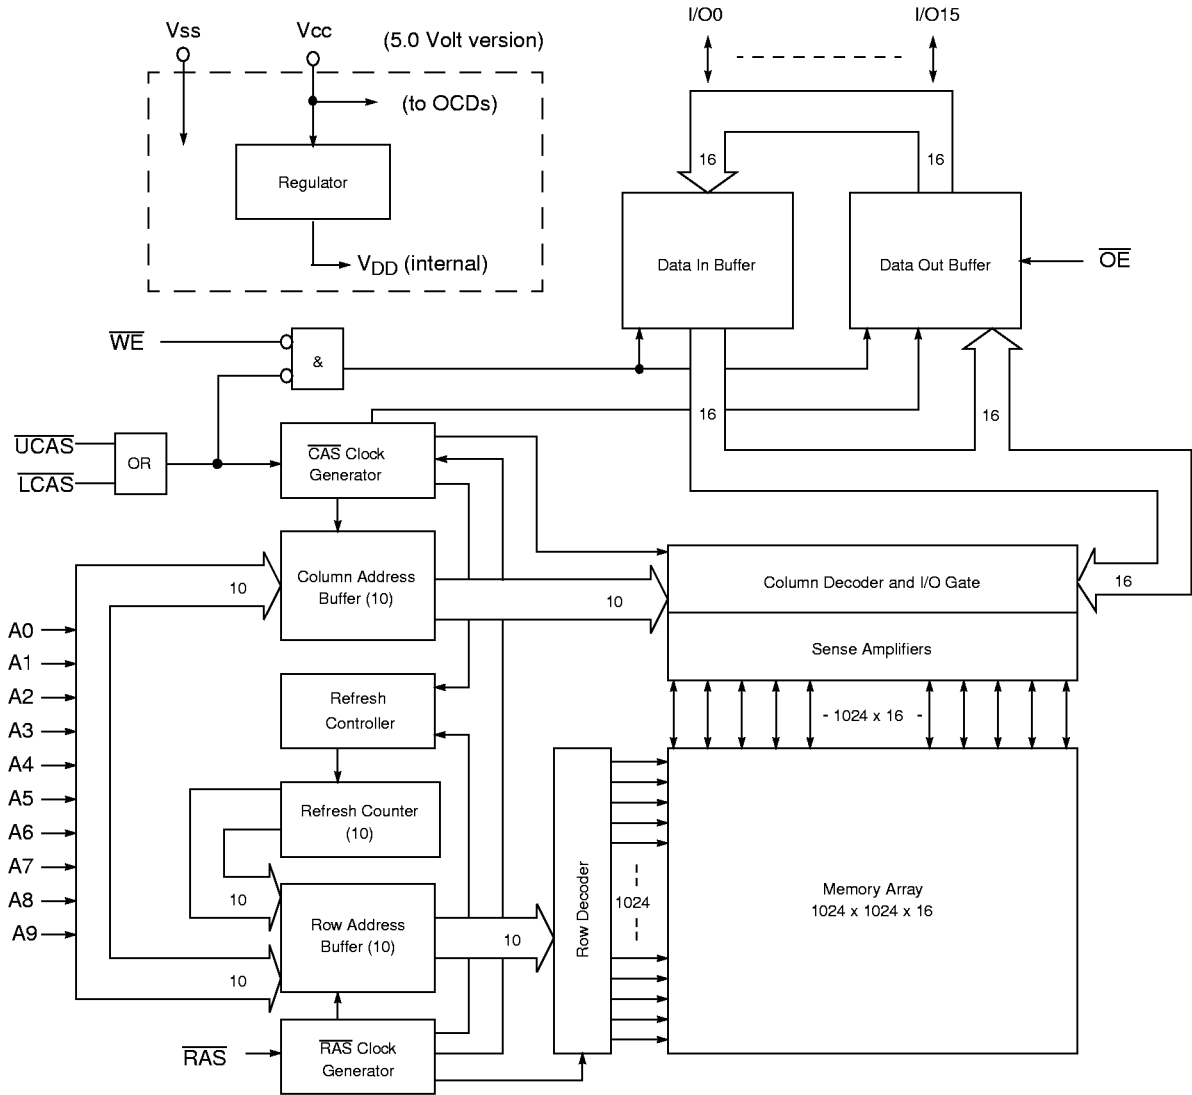 Vss
Vcc
(5.0 Volt version)
I/O0
I/O15
(to OCDs)
16
16
Regulator
VDD (internal)
Data In Buffer
Data Out Buffer
OE
WE
&
16
16
UCAS
LCAS
OR
CAS Clock
Generator
Column Address
Buffer (10)
10
10
Column Decoder and I/O Gate
16
Sense Amplifiers
A0
A1
A2
A3
A4
A5
A6
A7
A8
A9
Refresh
Controller
- 1024 x 16 -
Refresh Counter
(10)
10
Row Address
Buffer (10)
10
10
Row Decoder
1024
Memory Array
1024 x 1024 x 16
RAS
RAS Clock
Generator